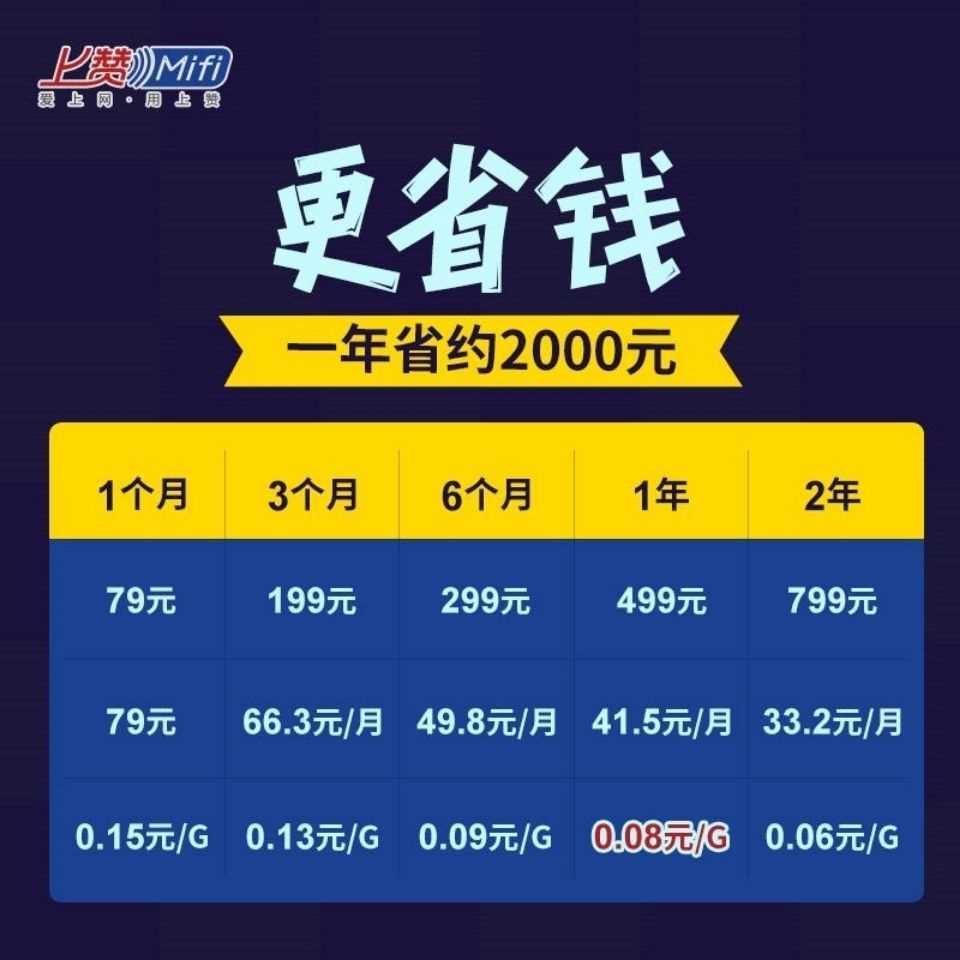 上赞 Mifi
爱上网·用上赞
更省钱
一年省约2000元
1个月 3个月 6个月 1年 2年
79元 199元 299元 499元 799元
79元 66.3元/月 49.8元/月 41.5元/月 33.2元/月
0.15元/G 0.13元/G 0.09元/G 0.08元/G 0.06元/G